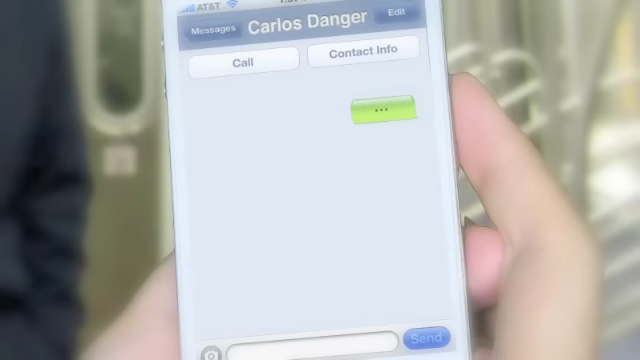 AT&T
Messages Carlos Danger Edit
Call Contact Info
...
Send